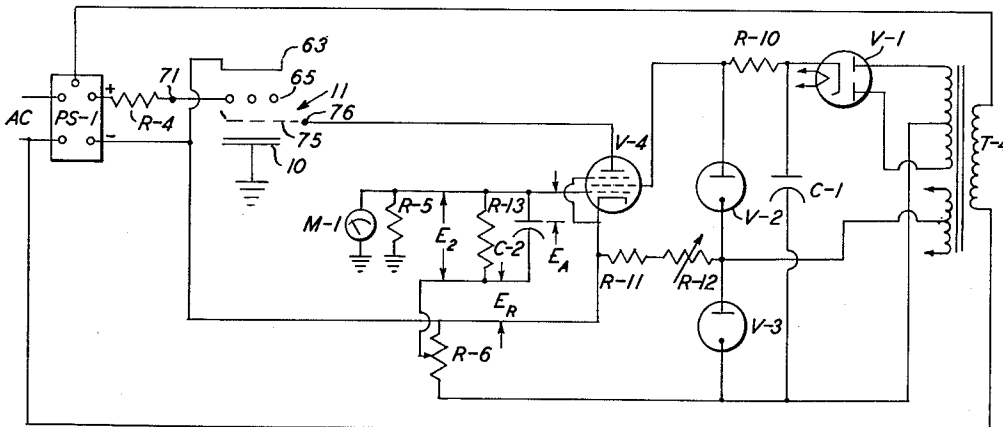 63
R-10
V-1
65
11
71
+
76
AC
PS-1
R-4
-
75
V-4
T-4
10
R-13
V-2
C-1
M-1
R-5
E2
C-2
EA
R-11
R-12
ER
V-3
R-6